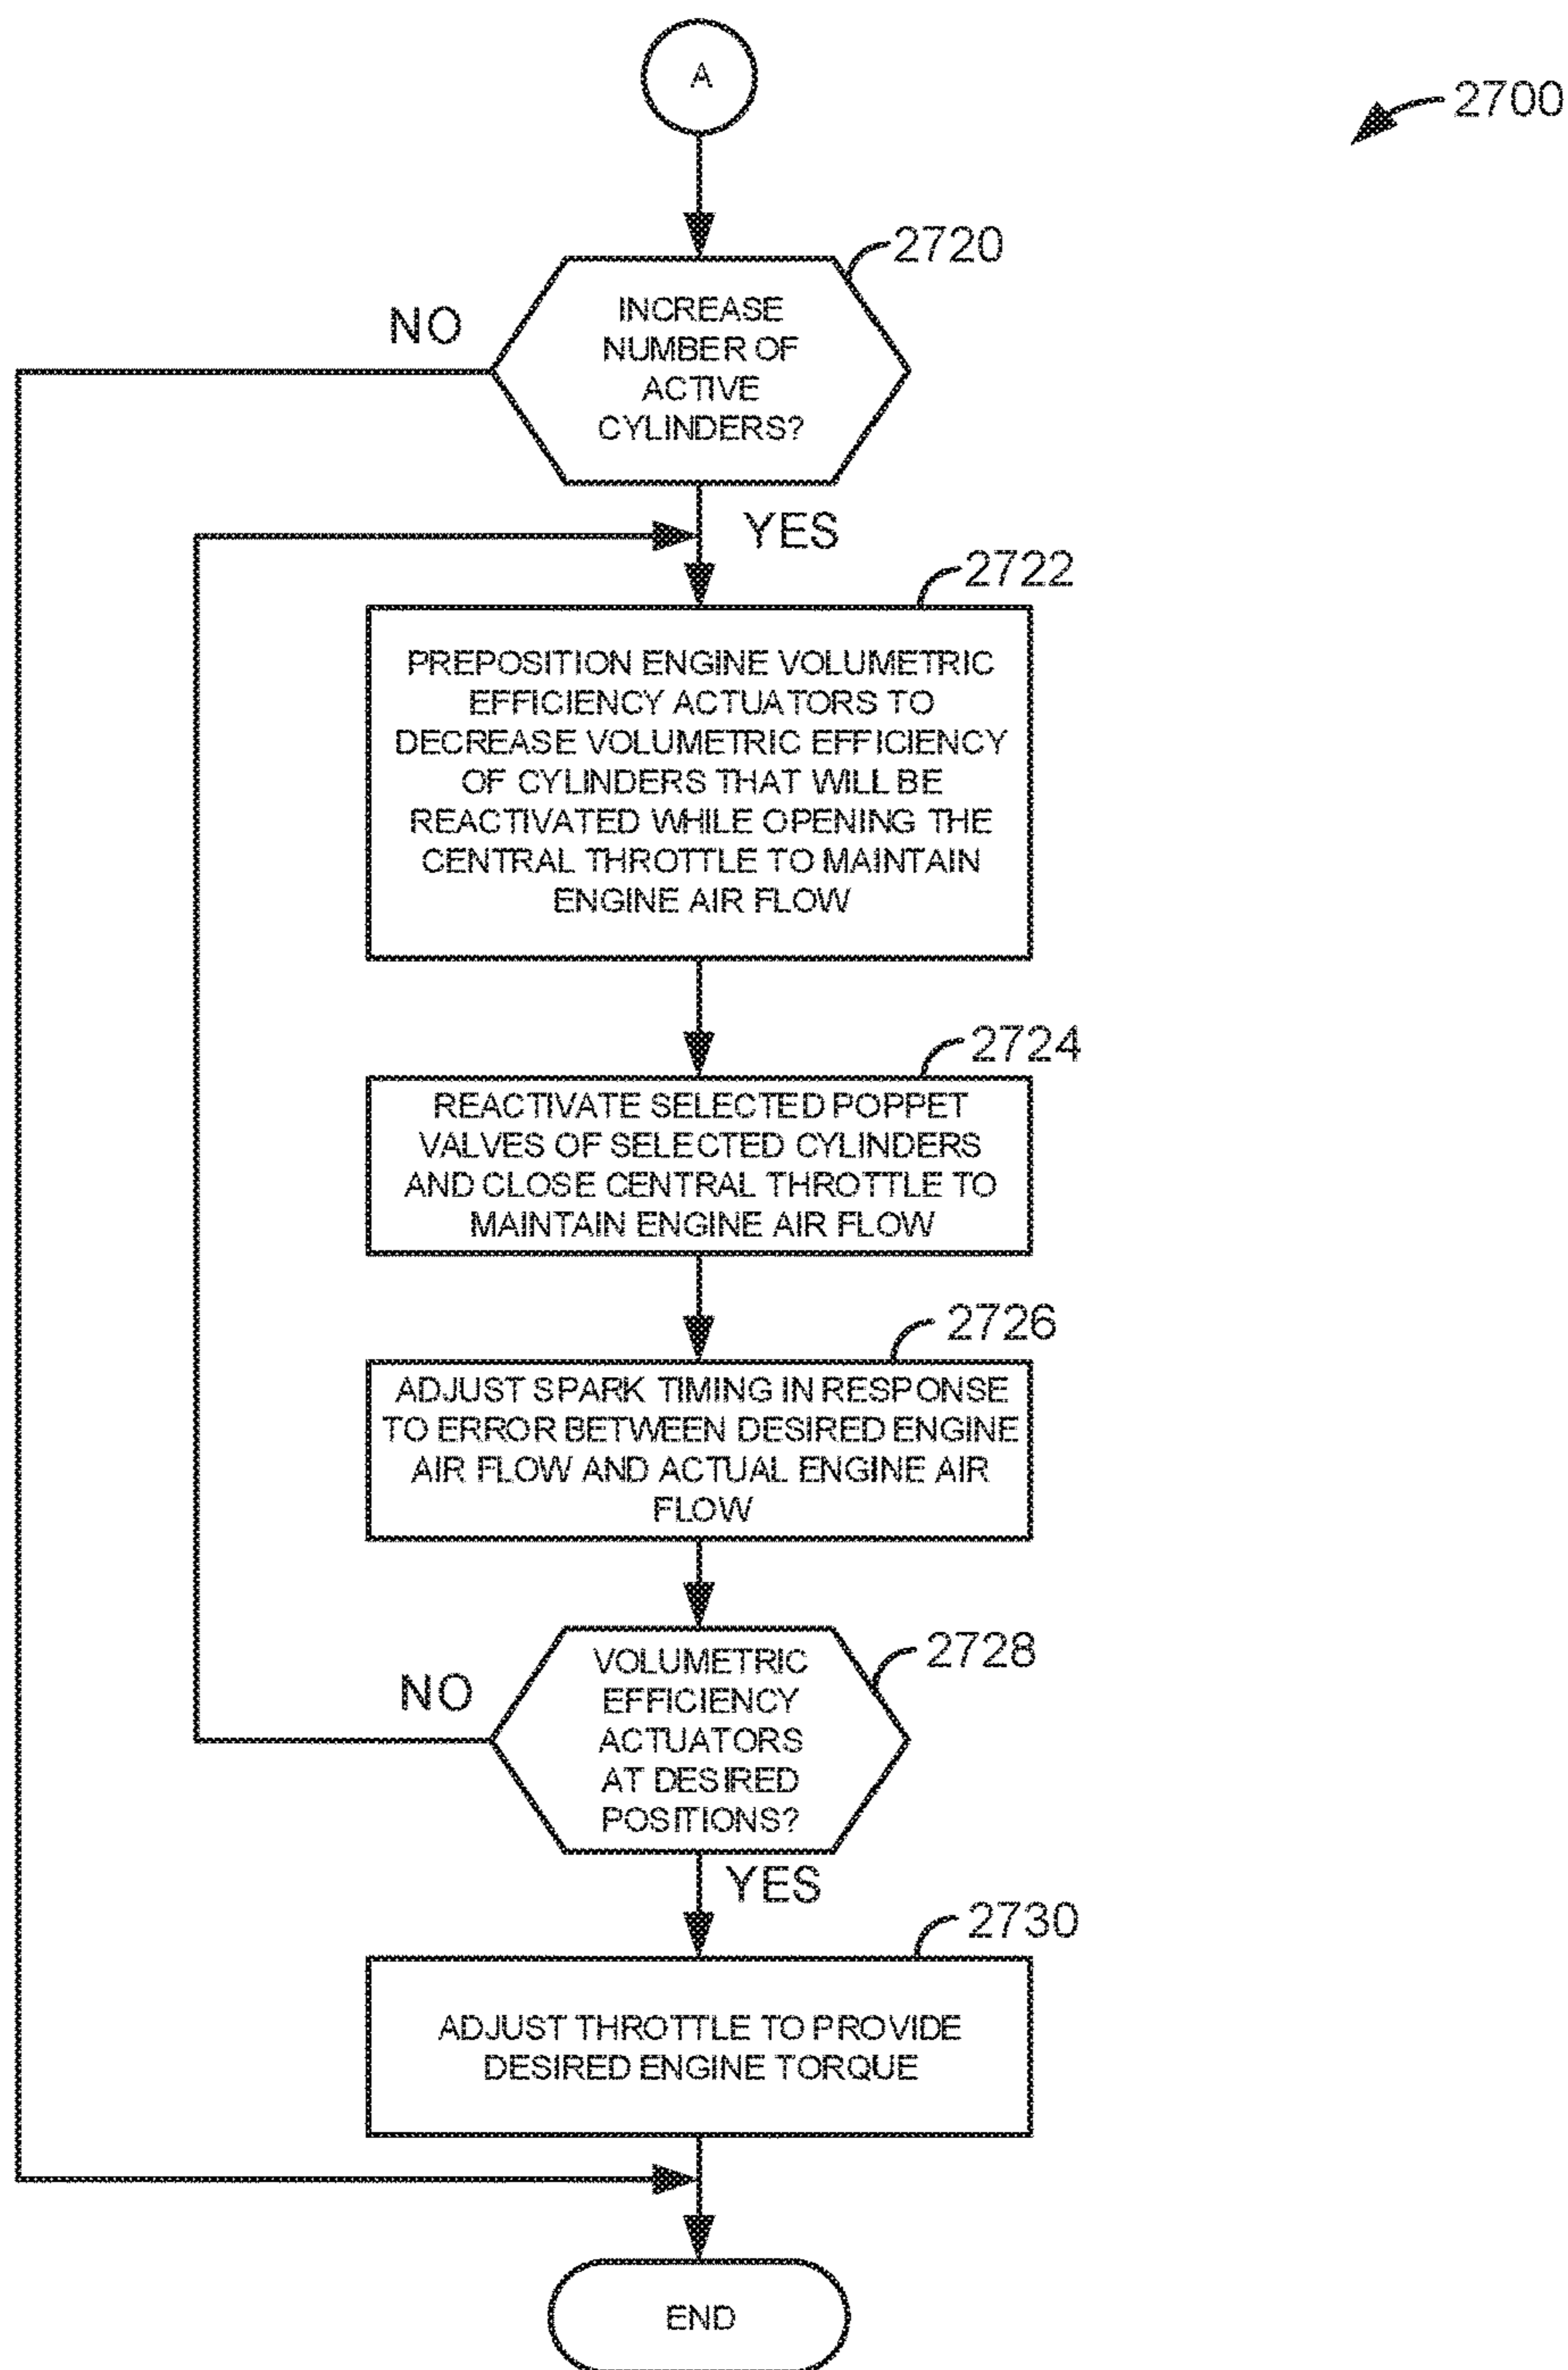 A
2700
2720
NO
INCREASE
NUMBER OF
ACTIVE
CYLINDERS?
YES
2722
PREPOSITION ENGINE VOLUMETRIC
EFFICIENCY ACTUATORS TO
DECREASE VOLUMETRIC EFFICIENCY
OF CYLINDERS THAT WILL BE
REACTIVATED WHILE OPENING THE
CENTRAL THROTTLE TO MAINTAIN
ENGINE AIR FLOW
2724
REACTIVATE SELECTED POPPET
VALVES OF SELECTED CYLINDERS
AND CLOSE CENTRAL THROTTLE TO
MAINTAIN ENGINE AIR FLOW
2726
ADJUST SPARK TIMING IN RESPONSE
TO ERROR BETWEEN DESIRED ENGINE
AIR FLOW AND ACTUAL ENGINE AIR
FLOW
2728
NO
VOLUMETRIC
EFFICIENCY
ACTUATORS
AT DESIRED
POSITIONS?
YES
2730
ADJUST THROTTLE TO PROVIDE
DESIRED ENGINE TORQUE
END